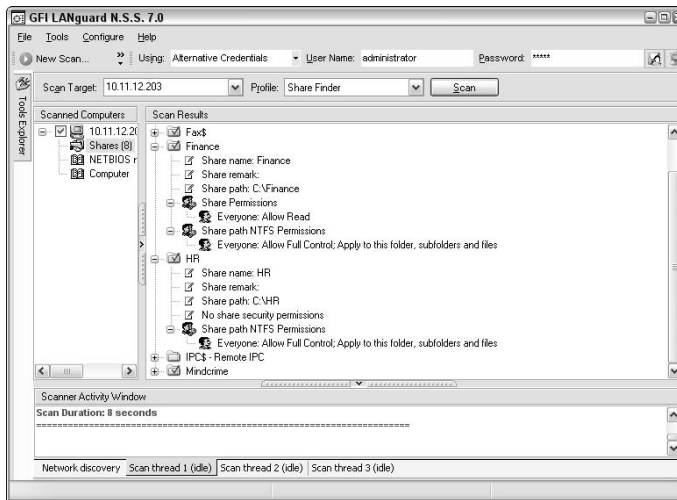 GFI LANguard N.S.S. 7.0
File Tools Configure Help
New Scan... » Using: Alternative Credentials User Name: administrator Password: *****
Scan Target: 10.11.12.203 Profile: Share Finder Scan
Tools Explorer
Scanned Computers
10.11.12.20
Shares (8)
NETBIOS n
Computer
Scan Results
Fax$
Finance
Share name: Finance
Share remark:
Share path: C:\Finance
Share Permissions
Everyone: Allow Read
Share path NTFS Permissions
Everyone: Allow Full Control; Apply to this folder, subfolders and files
HR
Share name: HR
Share remark:
Share path: C:\HR
No share security permissions
Share path NTFS Permissions
Everyone: Allow Full Control; Apply to this folder, subfolders and files
IPC$ - Remote IPC
Mindcrime
Scanner Activity Window
Scan Duration: 8 seconds
Network discovery Scan thread 1 (idle) Scan thread 2 (idle) Scan thread 3 (idle)